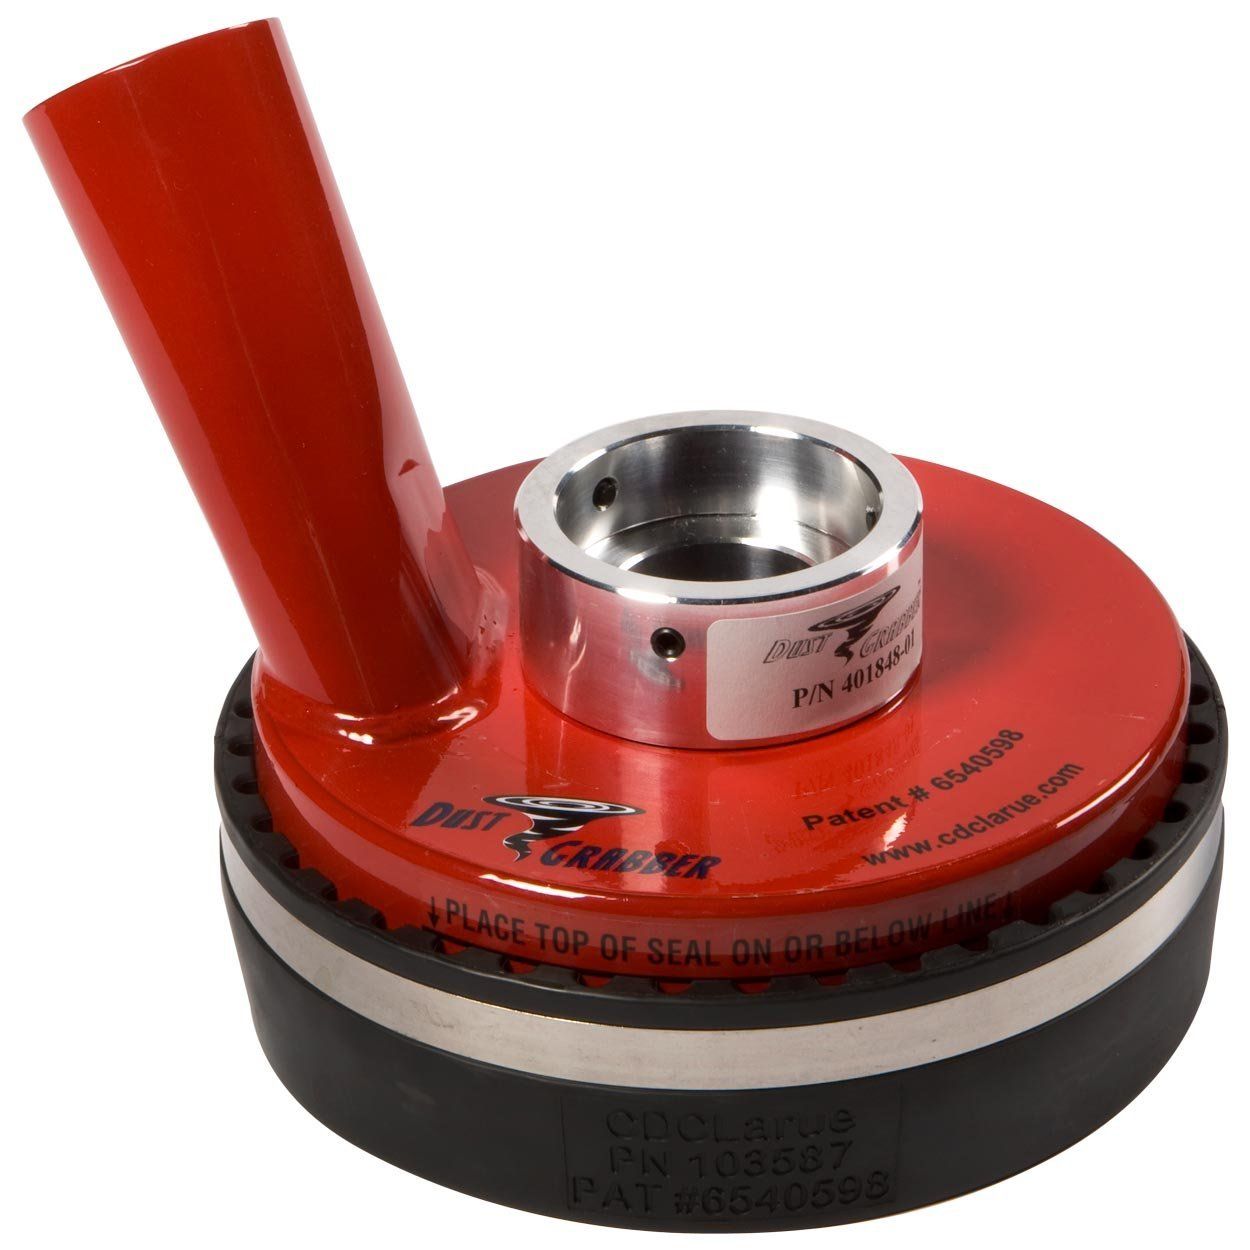 DUST GRABBER
P/N 401848-01
Patent # 6540598
www.cdclarue.com
DUST GRABBER
↓PLACE TOP OF SEAL ON OR BELOW LINE↓
CDCLarue
PN 103587
PAT #6540598